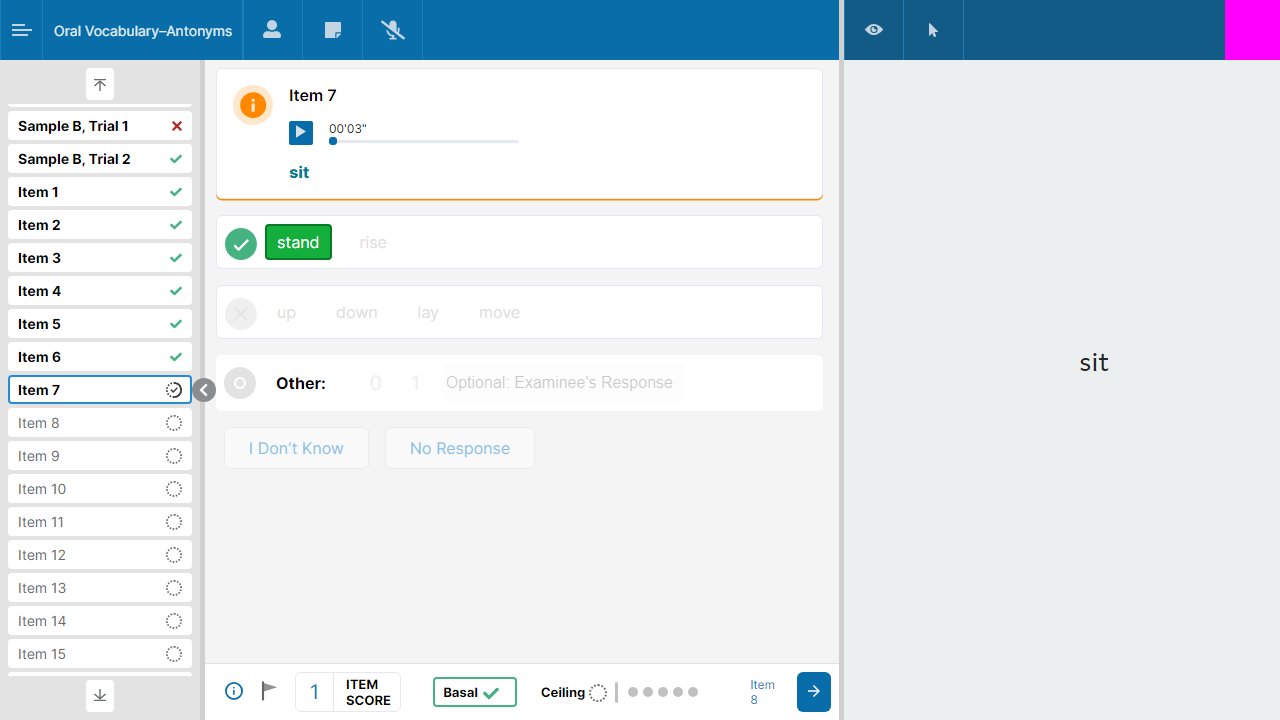 Oral Vocabulary–Antonyms
Sample B, Trial 1
Sample B, Trial 2
Item 1
Item 2
Item 3
Item 4
Item 5
Item 6
Item 7
Item 8
Item 9
Item 10
Item 11
Item 12
Item 13
Item 14
Item 15
Item 7
00'03"
sit
stand rise
up down lay move
Other: 0 1 Optional: Examinee's Response
I Don't Know No Response
1 ITEM SCORE
Basal
Ceiling
Item 8
sit